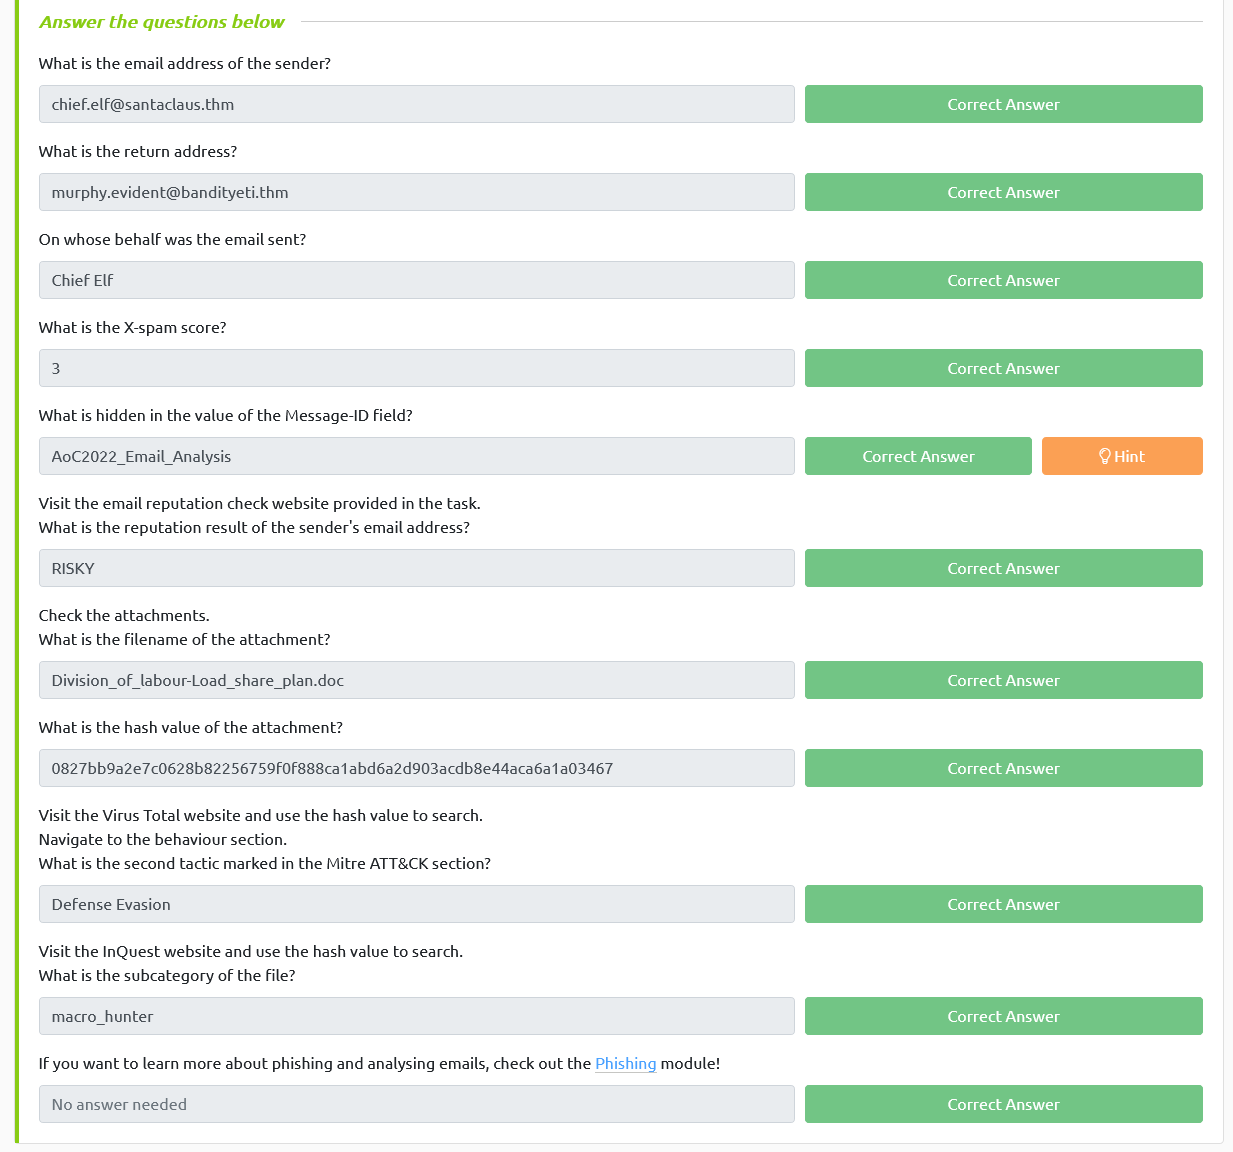 Answer the questions below
What is the email address of the sender?
chief.elf@santaclaus.thm
Correct Answer
What is the return address?
murphy.evident@bandityeti.thm
Correct Answer
On whose behalf was the email sent?
Chief Elf
Correct Answer
What is the X-spam score?
3
Correct Answer
What is hidden in the value of the Message-ID field?
AoC2022_Email_Analysis
Correct Answer
Hint
Visit the email reputation check website provided in the task.
What is the reputation result of the sender's email address?
RISKY
Correct Answer
Check the attachments.
What is the filename of the attachment?
Division_of_labour-Load_share_plan.doc
Correct Answer
What is the hash value of the attachment?
0827bb9a2e7c0628b82256759f0f888ca1abd6a2d903acdb8e44aca6a1a03467
Correct Answer
Visit the Virus Total website and use the hash value to search.
Navigate to the behaviour section.
What is the second tactic marked in the Mitre ATT&CK section?
Defense Evasion
Correct Answer
Visit the InQuest website and use the hash value to search.
What is the subcategory of the file?
macro_hunter
Correct Answer
If you want to learn more about phishing and analysing emails, check out the Phishing module!
No answer needed
Correct Answer